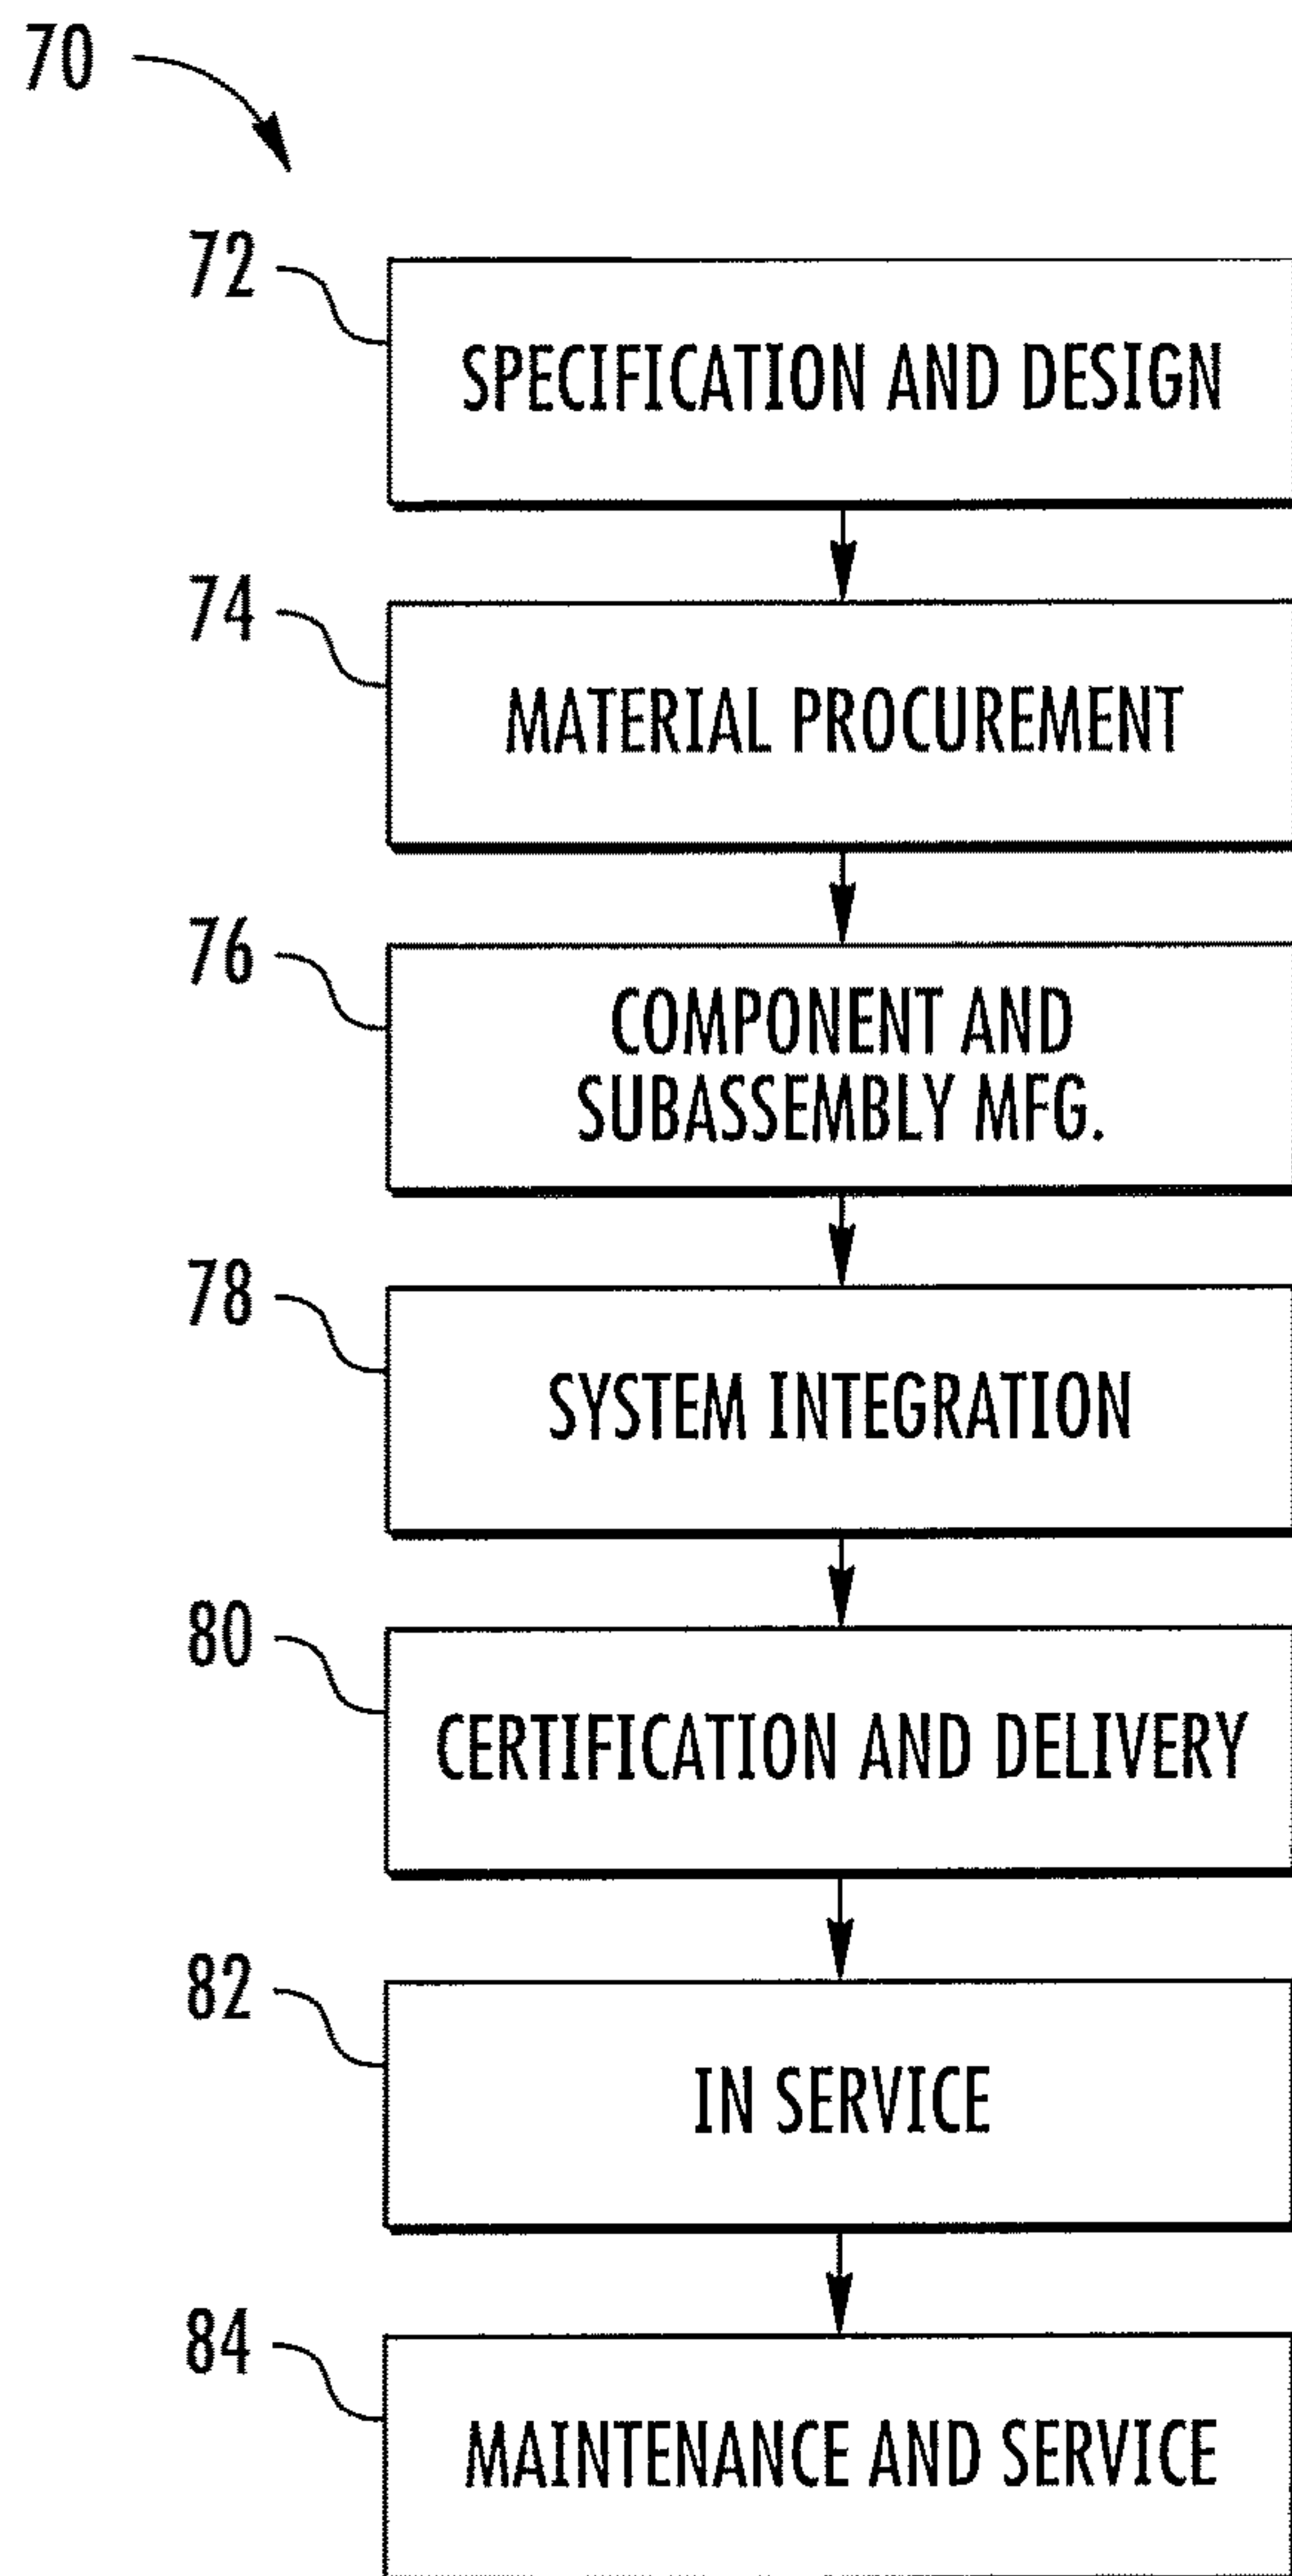 70
72
SPECIFICATION AND DESIGN
74
MATERIAL PROCUREMENT
76
COMPONENT AND
SUBASSEMBLY MFG.
78
SYSTEM INTEGRATION
80
CERTIFICATION AND DELIVERY
82
IN SERVICE
84
MAINTENANCE AND SERVICE